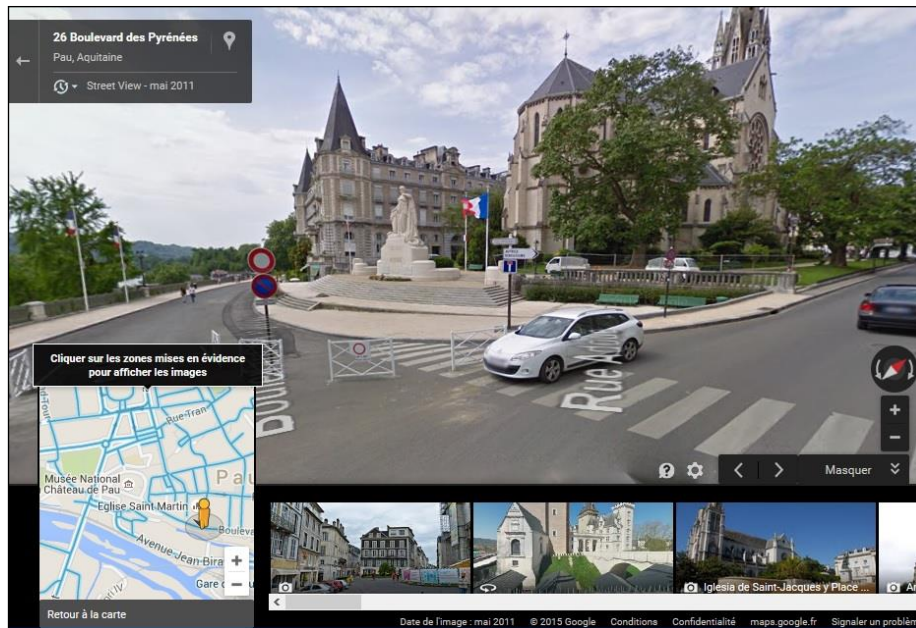 26 Boulevard des Pyrénées
Pau, Aquitaine
Street View - mai 2011
Cliquer sur les zones mises en évidence
pour afficher les images
Rue-Tran
Musée National
Château de Pau
Pau
Eglise Saint Martin
Boulev
Avenue-Jean-Bira
Gare
Retour à la carte
Rue A
Masquer
Iglesia de Saint-Jacques y Place ...
Date de l'image : mai 2011
© 2015 Google
Conditions
Confidentialité
maps.google.fr
Signaler un problèm